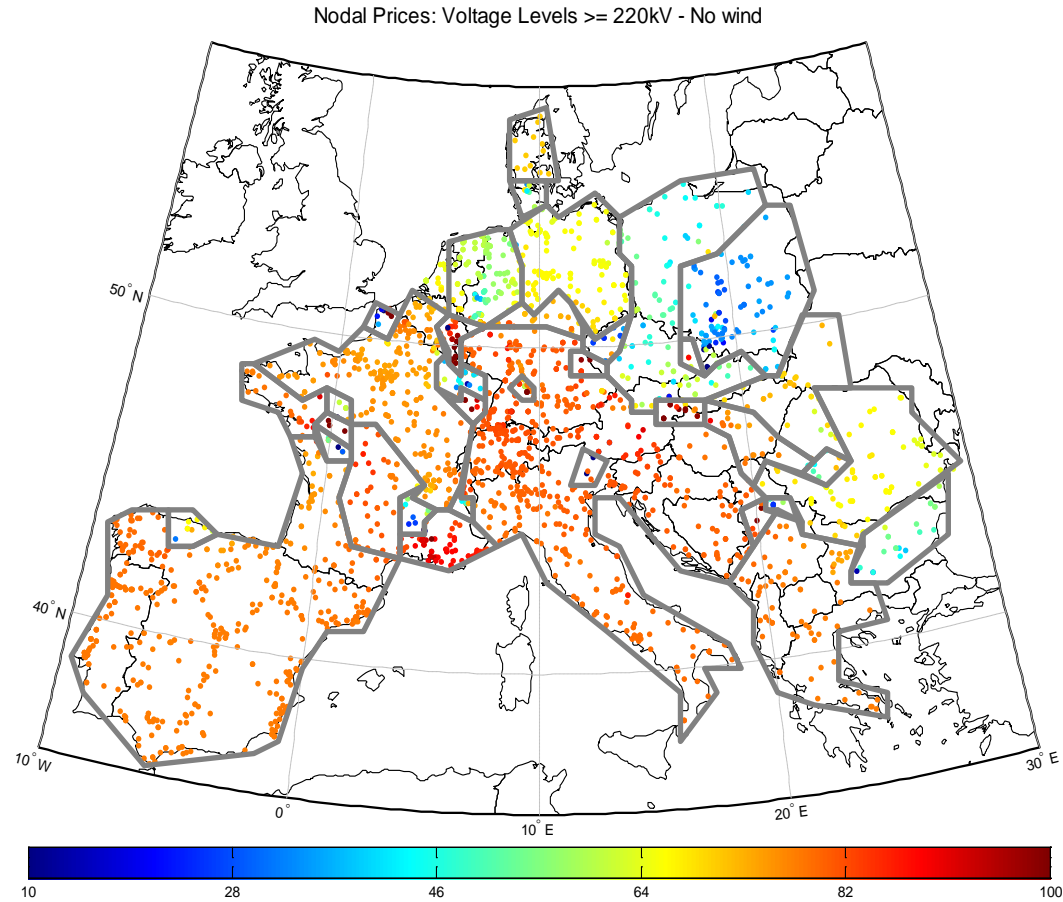 Nodal Prices: Voltage Levels >= 220kV - No wind
50° N
40° N
10° W
0°
10° E
20° E
30° E
10
28
46
64
82
100